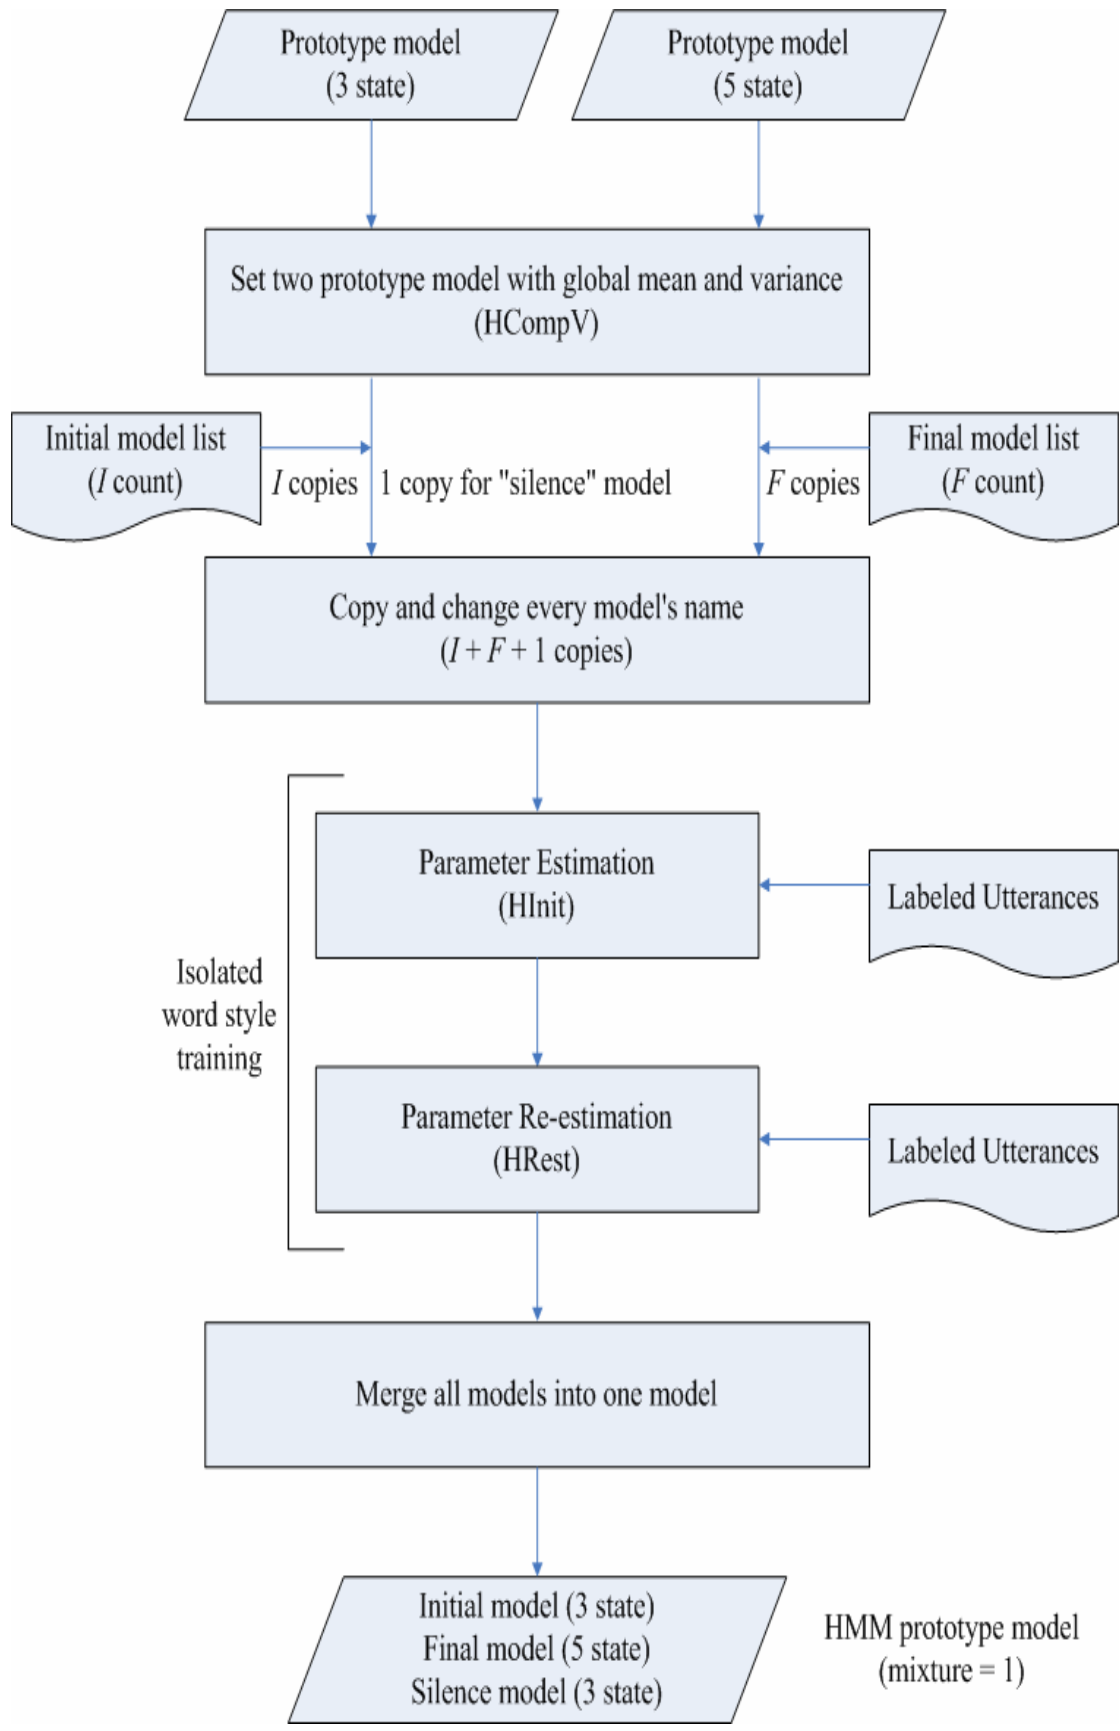 Prototype model
(3 state)
Prototype model
(5 state)
Set two prototype model with global mean and variance
(HCompV)
Initial model list
(I count)
I copies
1 copy for "silence" model
F copies
Final model list
(F count)
Copy and change every model's name
(I + F + 1 copies)
Isolated
word style
training
Parameter Estimation
(HInit)
Labeled Utterances
Parameter Re-estimation
(HRest)
Labeled Utterances
Merge all models into one model
Initial model (3 state)
Final model (5 state)
Silence model (3 state)
HMM prototype model
(mixture = 1)